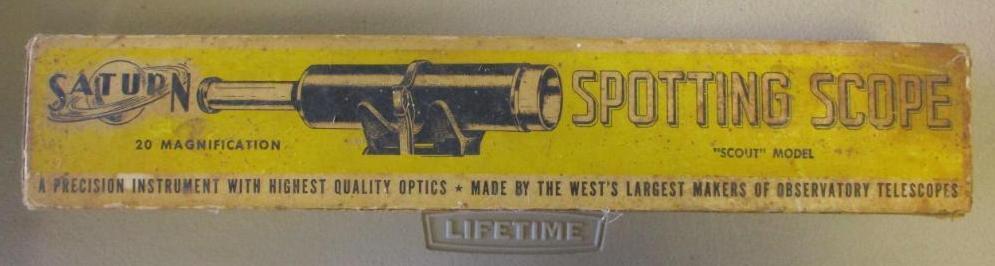 SATURN
SPOTTING SCOPE
20 MAGNIFICATION
"SCOUT" MODEL
A PRECISION INSTRUMENT WITH HIGHEST QUALITY OPTICS ★ MADE BY THE WEST'S LARGEST MAKERS OF OBSERVATORY TELESCOPES
LIFETIME